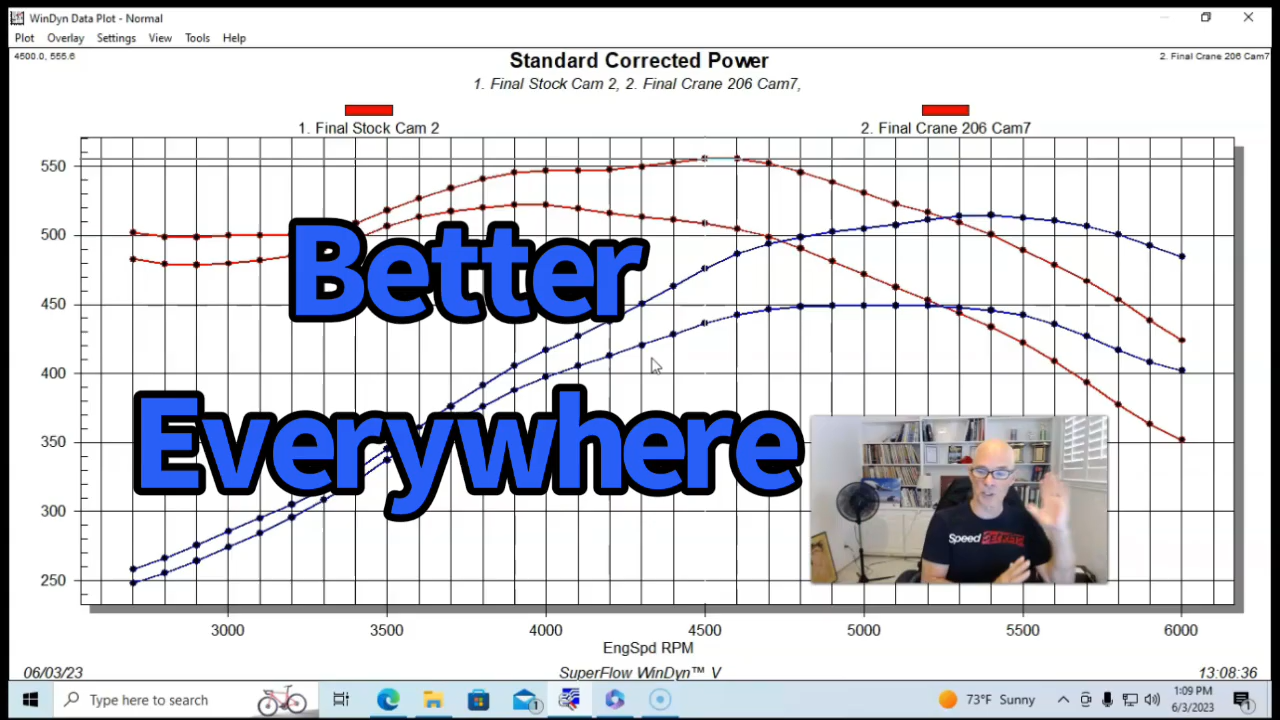 WinDyn Data Plot - Normal
Plot Overlay Settings View Tools Help
4500.0, 555.6
Standard Corrected Power
2. Final Crane 206 Cam7
1. Final Stock Cam 2, 2. Final Crane 206 Cam7,
1. Final Stock Cam 2
2. Final Crane 206 Cam7
550
500
450
400
350
300
250
Better
Everywhere
Speed
3000 3500 4000 4500 5000 5500 6000
EngSpd RPM
06/03/23
SuperFlow WinDyn™ V
13:08:36
Type here to search
1
73°F Sunny
1:09 PM
6/3/2023
1